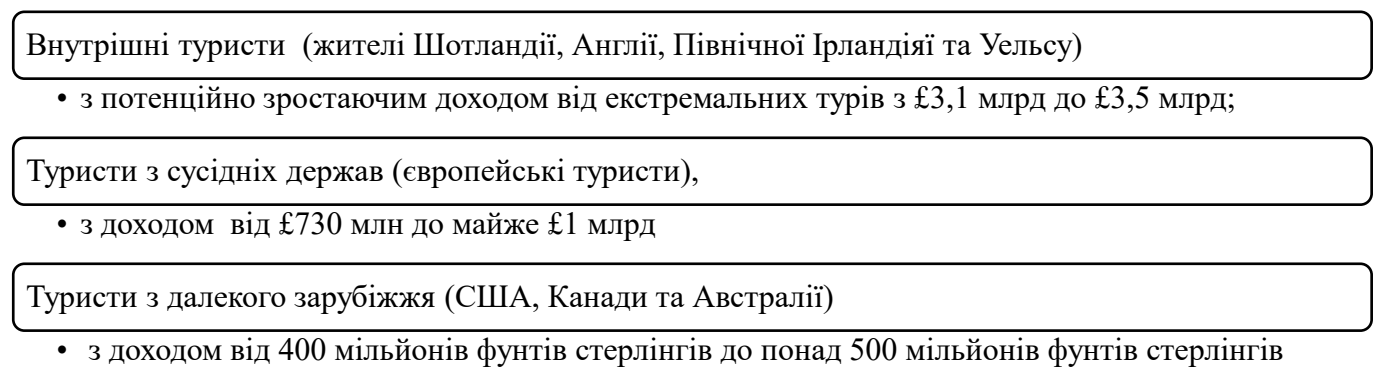 Внутрішні туристи (жителі Шотландії, Англії, Північної Ірландіяї та Уельсу)
• з потенційно зростаючим доходом від екстремальних турів з £3,1 млрд до £3,5 млрд;
Туристи з сусідніх держав (європейські туристи),
• з доходом від £730 млн до майже £1 млрд
Туристи з далекого зарубіжжя (США, Канади та Австралії)
• з доходом від 400 мільйонів фунтів стерлінгів до понад 500 мільйонів фунтів стерлінгів